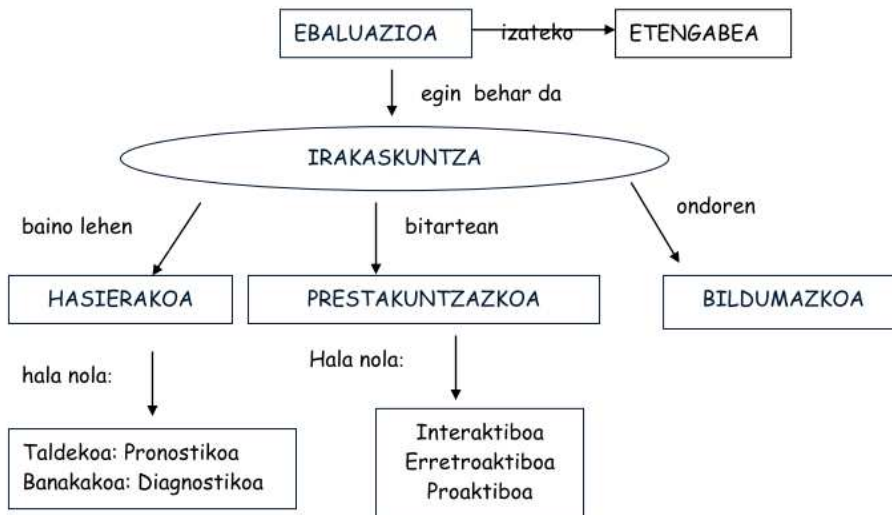 EBALUAZIOA izateko ETENGABEA
egin behar da
IRAKASKUNTZA
baino lehen bitartean ondoren
HASIERAKOA PRESTAKUNTZAZKOA BILDUMAZKOA
hala nola: Hala nola:
Taldekoa: Pronostikoa
Banakakoa: Diagnostikoa
Interaktiboa
Erretroaktiboa
Proaktiboa